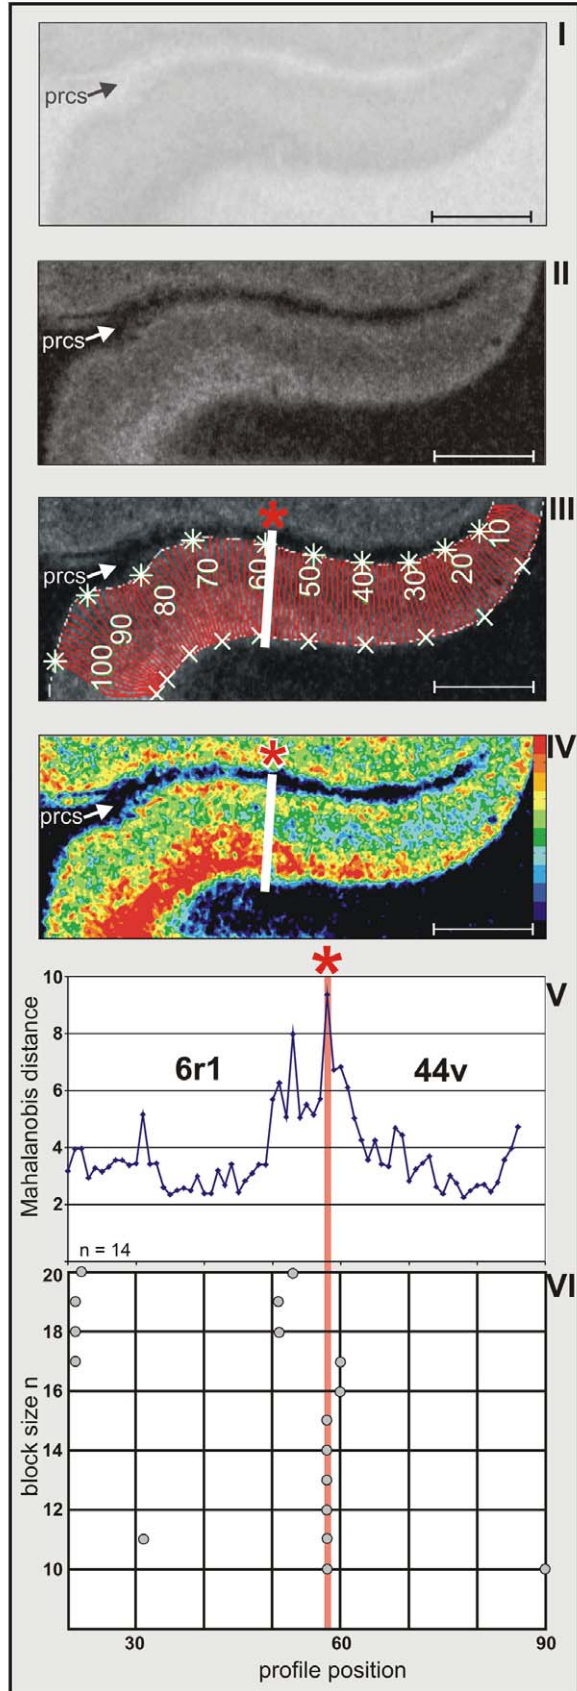 I
prcs
II
prcs
III
prcs
100 90 80 70 60 50 40 30 20 10
*
IV
prcs
*
*
V
Mahalanobis distance
10
8
6
4
2
6r1 44v
n = 14
VI
block size n
20
18
16
14
12
10
30 60 90
profile position